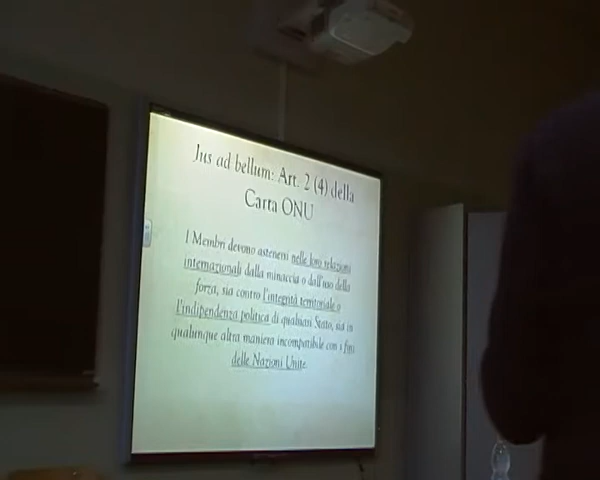 Jus ad bellum: Art. 2 (4) della
Carta ONU
I Membri devono astenersi nelle loro relazioni
internazionali dalla minaccia o dall'uso della
forza, sia contro l'integrità territoriale o
l'indipendenza politica di qualsiasi Stato, sia in
qualunque altra maniera incompatibile con i fini
delle Nazioni Unite